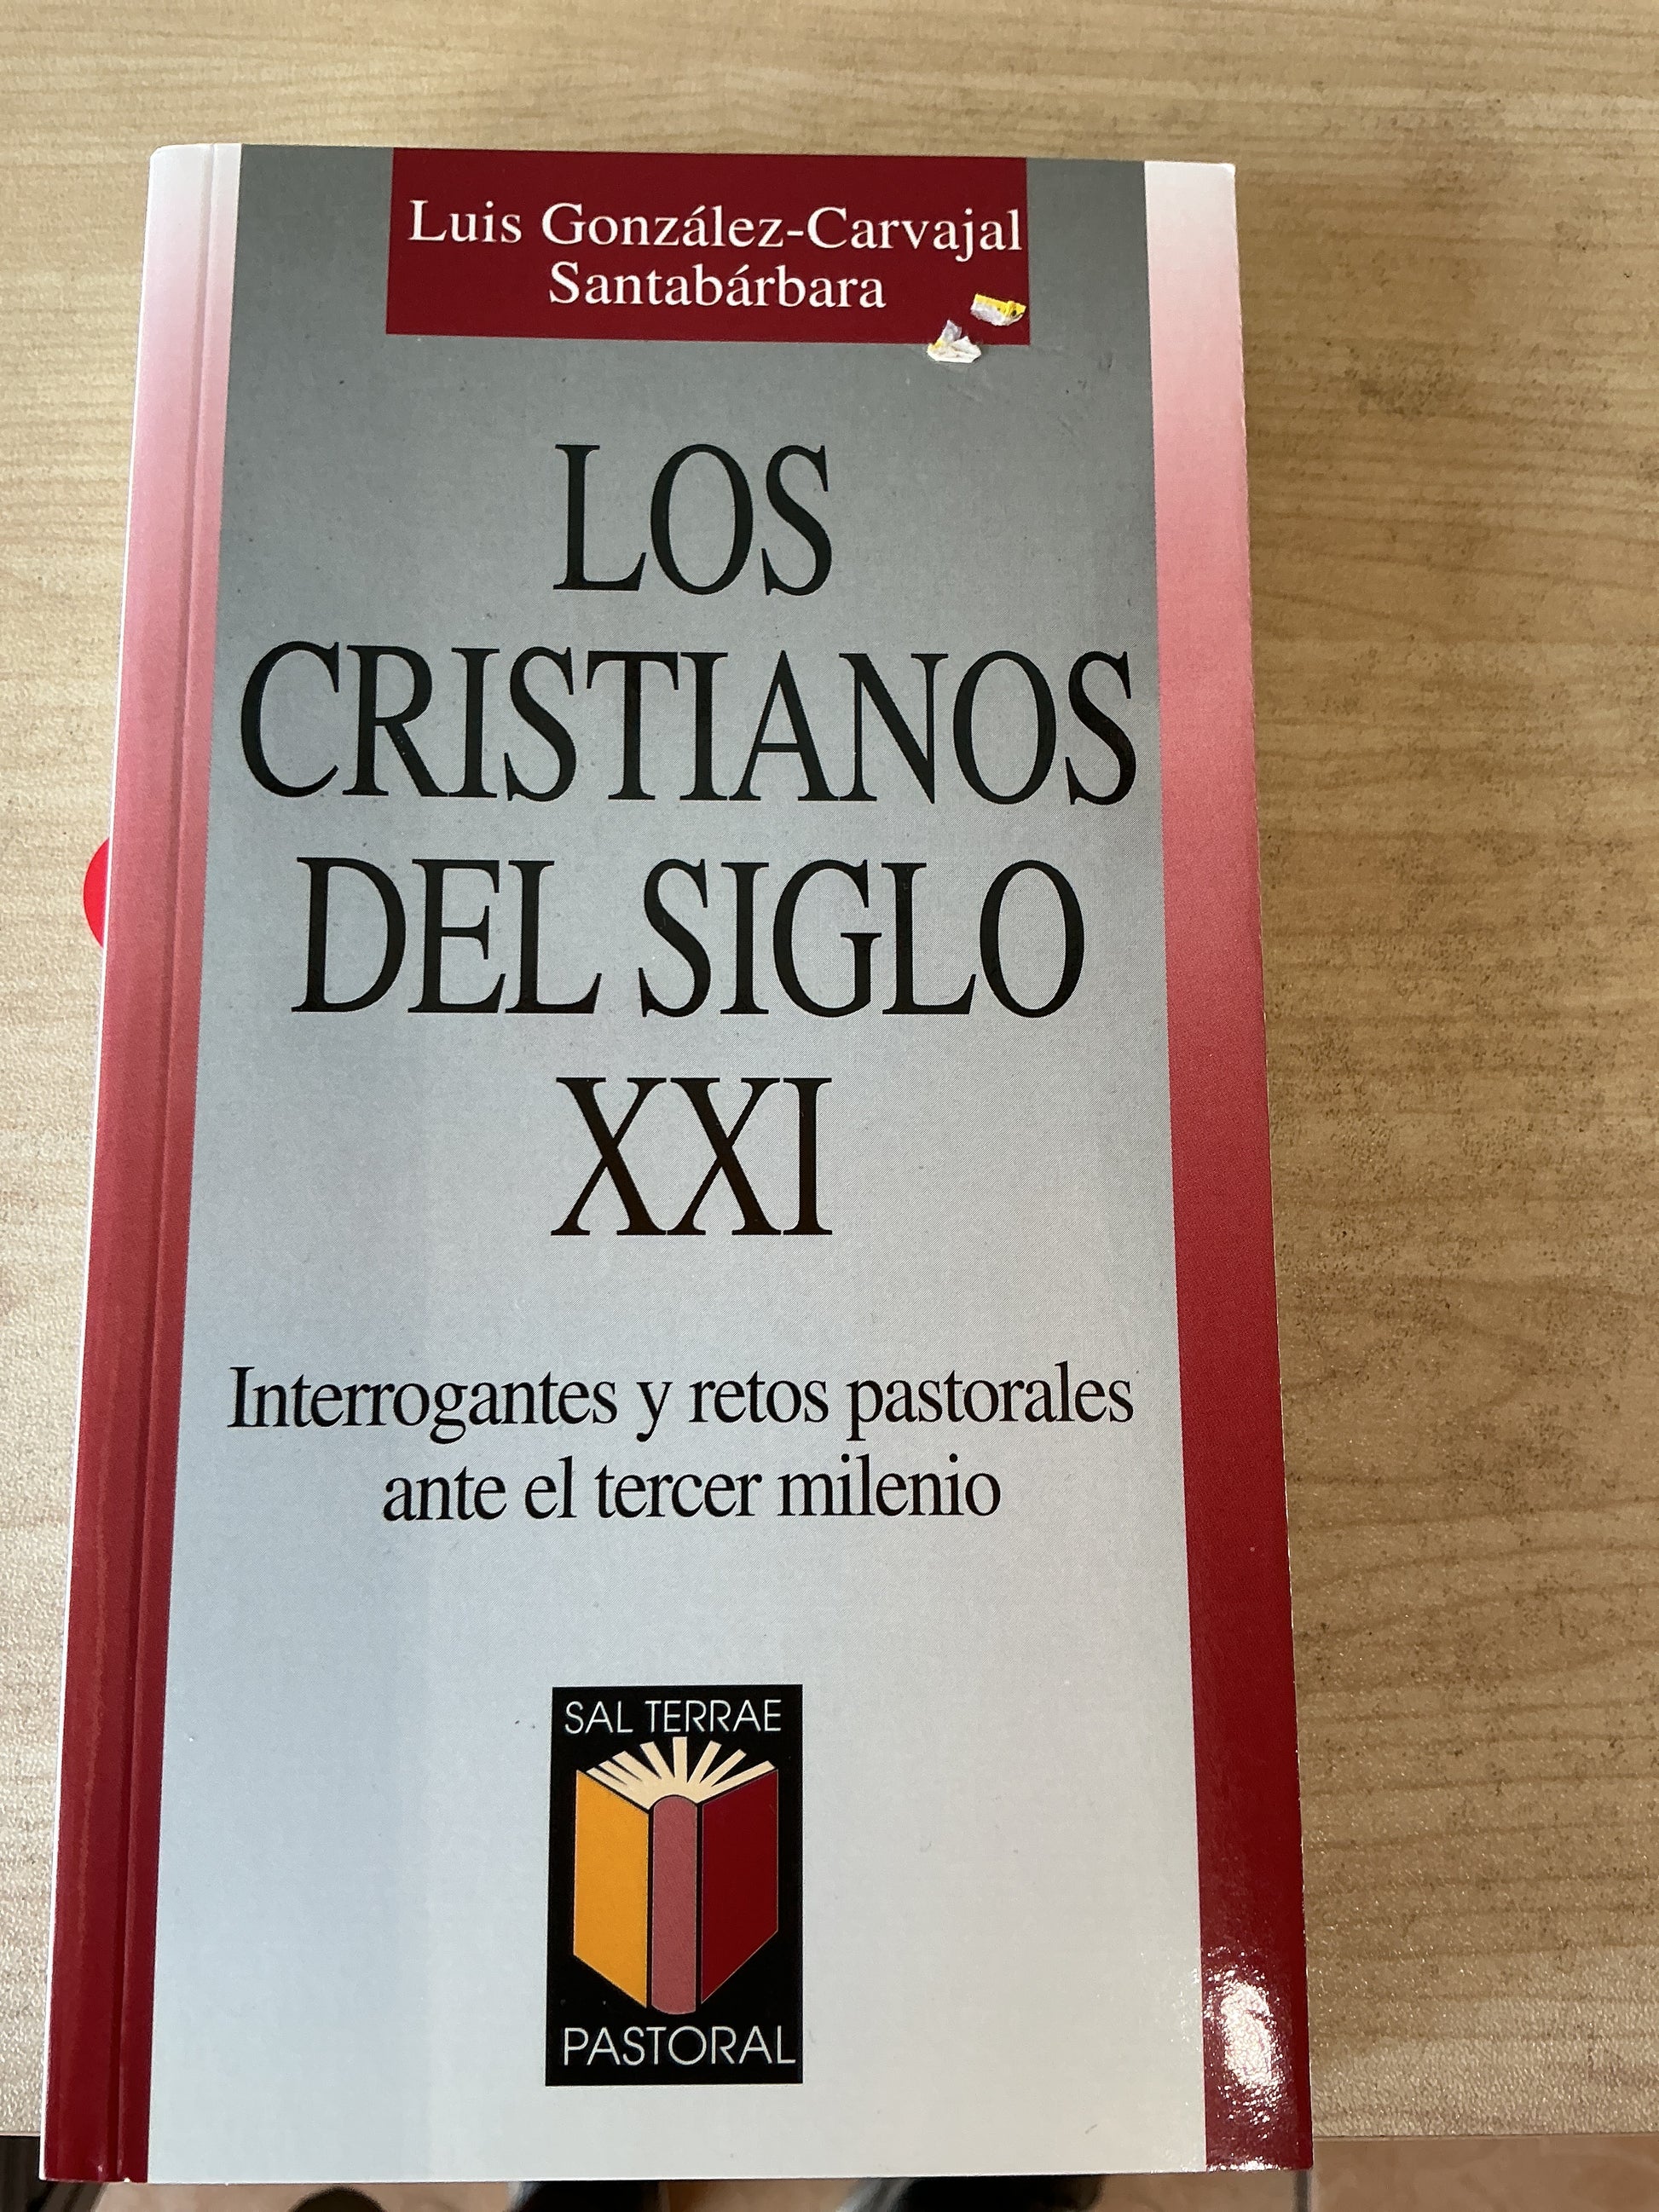 Luis González-Carvajal
Santabárbara
LOS
CRISTIANOS
DEL SIGLO
XXI
Interrogantes y retos pastorales
ante el tercer milenio
SAL TERRAE
PASTORAL